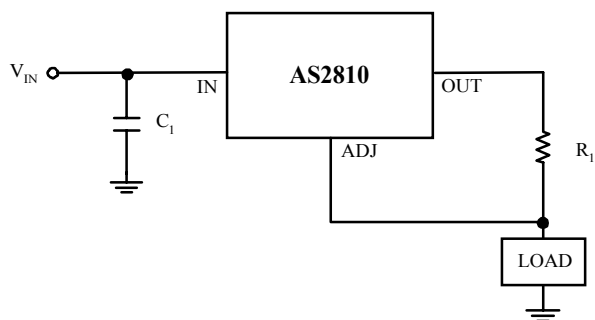 V_IN
IN
AS2810
OUT
C_1
ADJ
R_1
LOAD